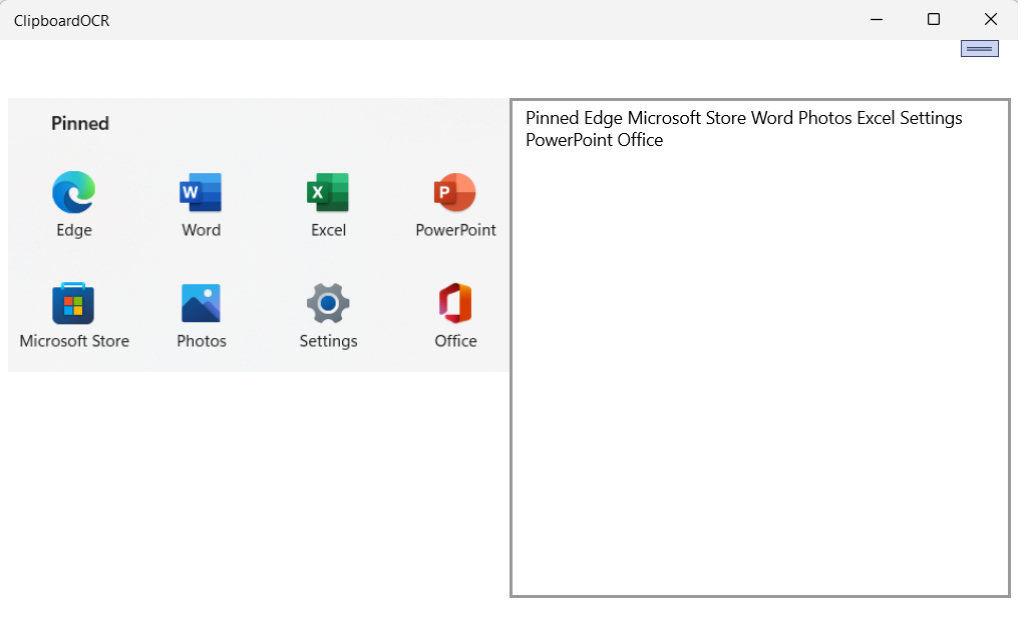 ClipboardOCR
Pinned
Edge Word Excel PowerPoint
Microsoft Store Photos Settings Office
Pinned Edge Microsoft Store Word Photos Excel Settings
PowerPoint Office